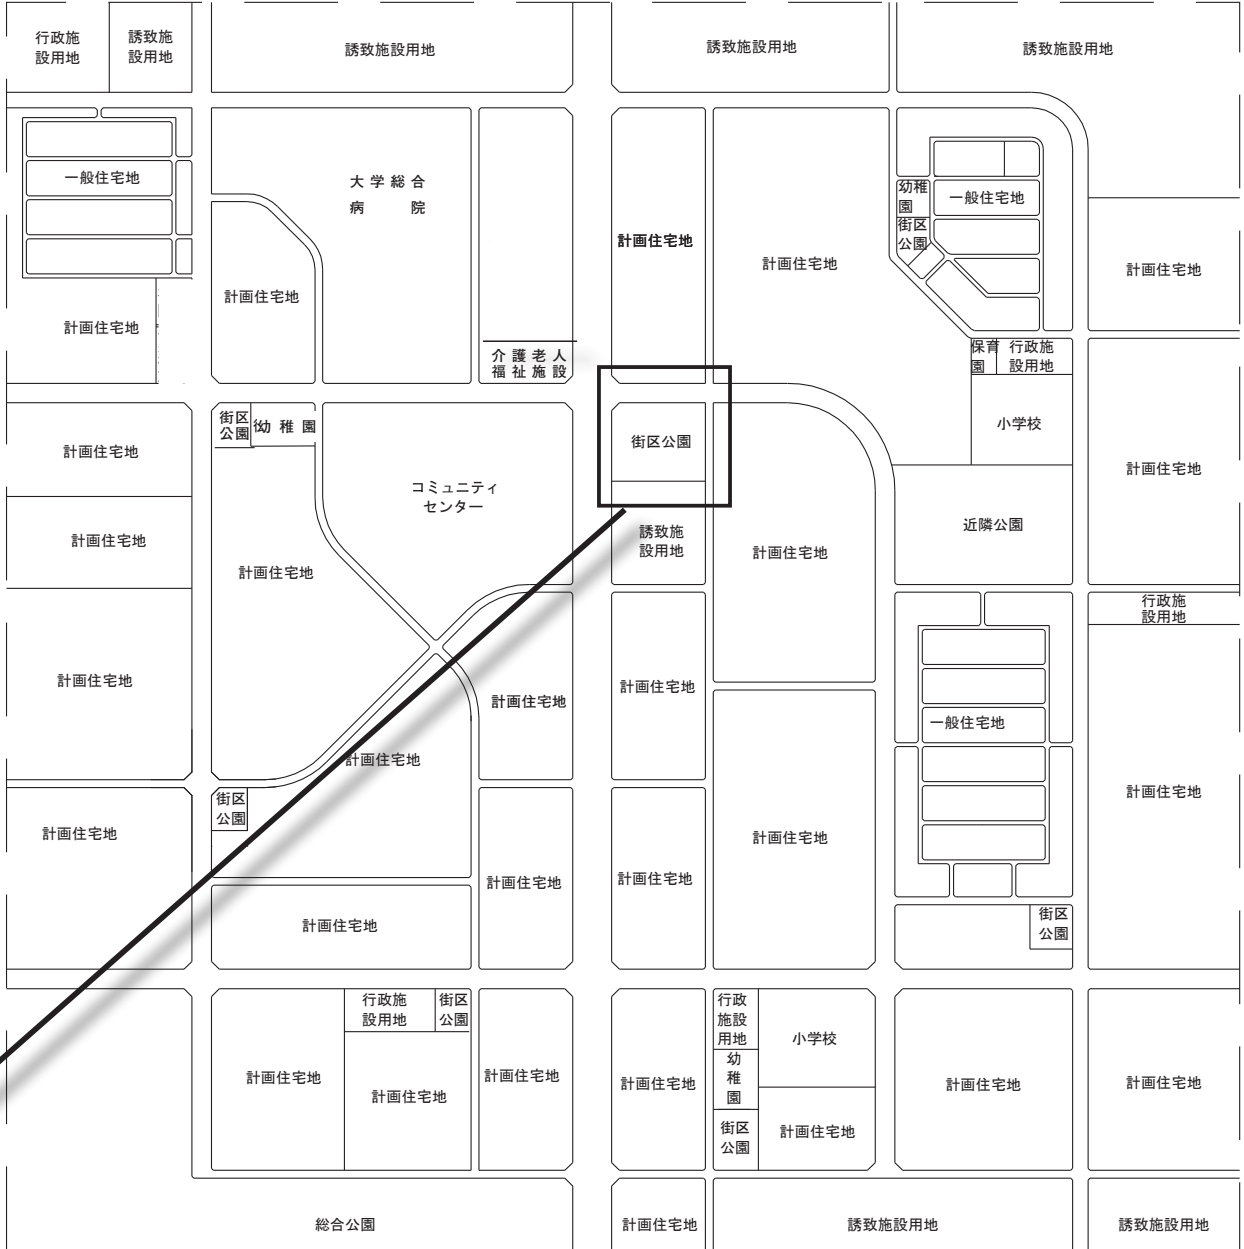 行政施
設用地
誘致施
設用地
誘致施設用地
誘致施設用地
誘致施設用地
一般住宅地
大学総合
病院
計画住宅地
計画住宅地
幼稚
園
街区
公園
一般住宅地
計画住宅地
計画住宅地
計画住宅地
介護老人
福祉施設
保育
園
行政施
設用地
計画住宅地
街区
公園
幼稚園
街区公園
小学校
計画住宅地
コミュニティ
センター
計画住宅地
誘致施
設用地
近隣公園
計画住宅地
計画住宅地
行政施
設用地
計画住宅地
計画住宅地
計画住宅地
一般住宅地
計画住宅地
街区
公園
計画住宅地
計画住宅地
計画住宅地
計画住宅地
計画住宅地
計画住宅地
街区
公園
行政施
設用地
街区
公園
行政
施設
用地
小学校
計画住宅地
計画住宅地
計画住宅地
計画住宅地
幼
稚
園
計画住宅地
計画住宅地
街区
公園
計画住宅地
総合公園
計画住宅地
誘致施設用地
誘致施設用地